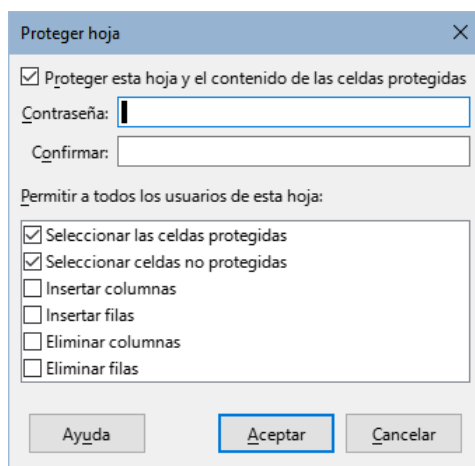 Proteger hoja
Proteger esta hoja y el contenido de las celdas protegidas
Contraseña:
Confirmar:
Permitir a todos los usuarios de esta hoja:
Seleccionar las celdas protegidas
Seleccionar celdas no protegidas
Insertar columnas
Insertar filas
Eliminar columnas
Eliminar filas
Ayuda Aceptar Cancelar